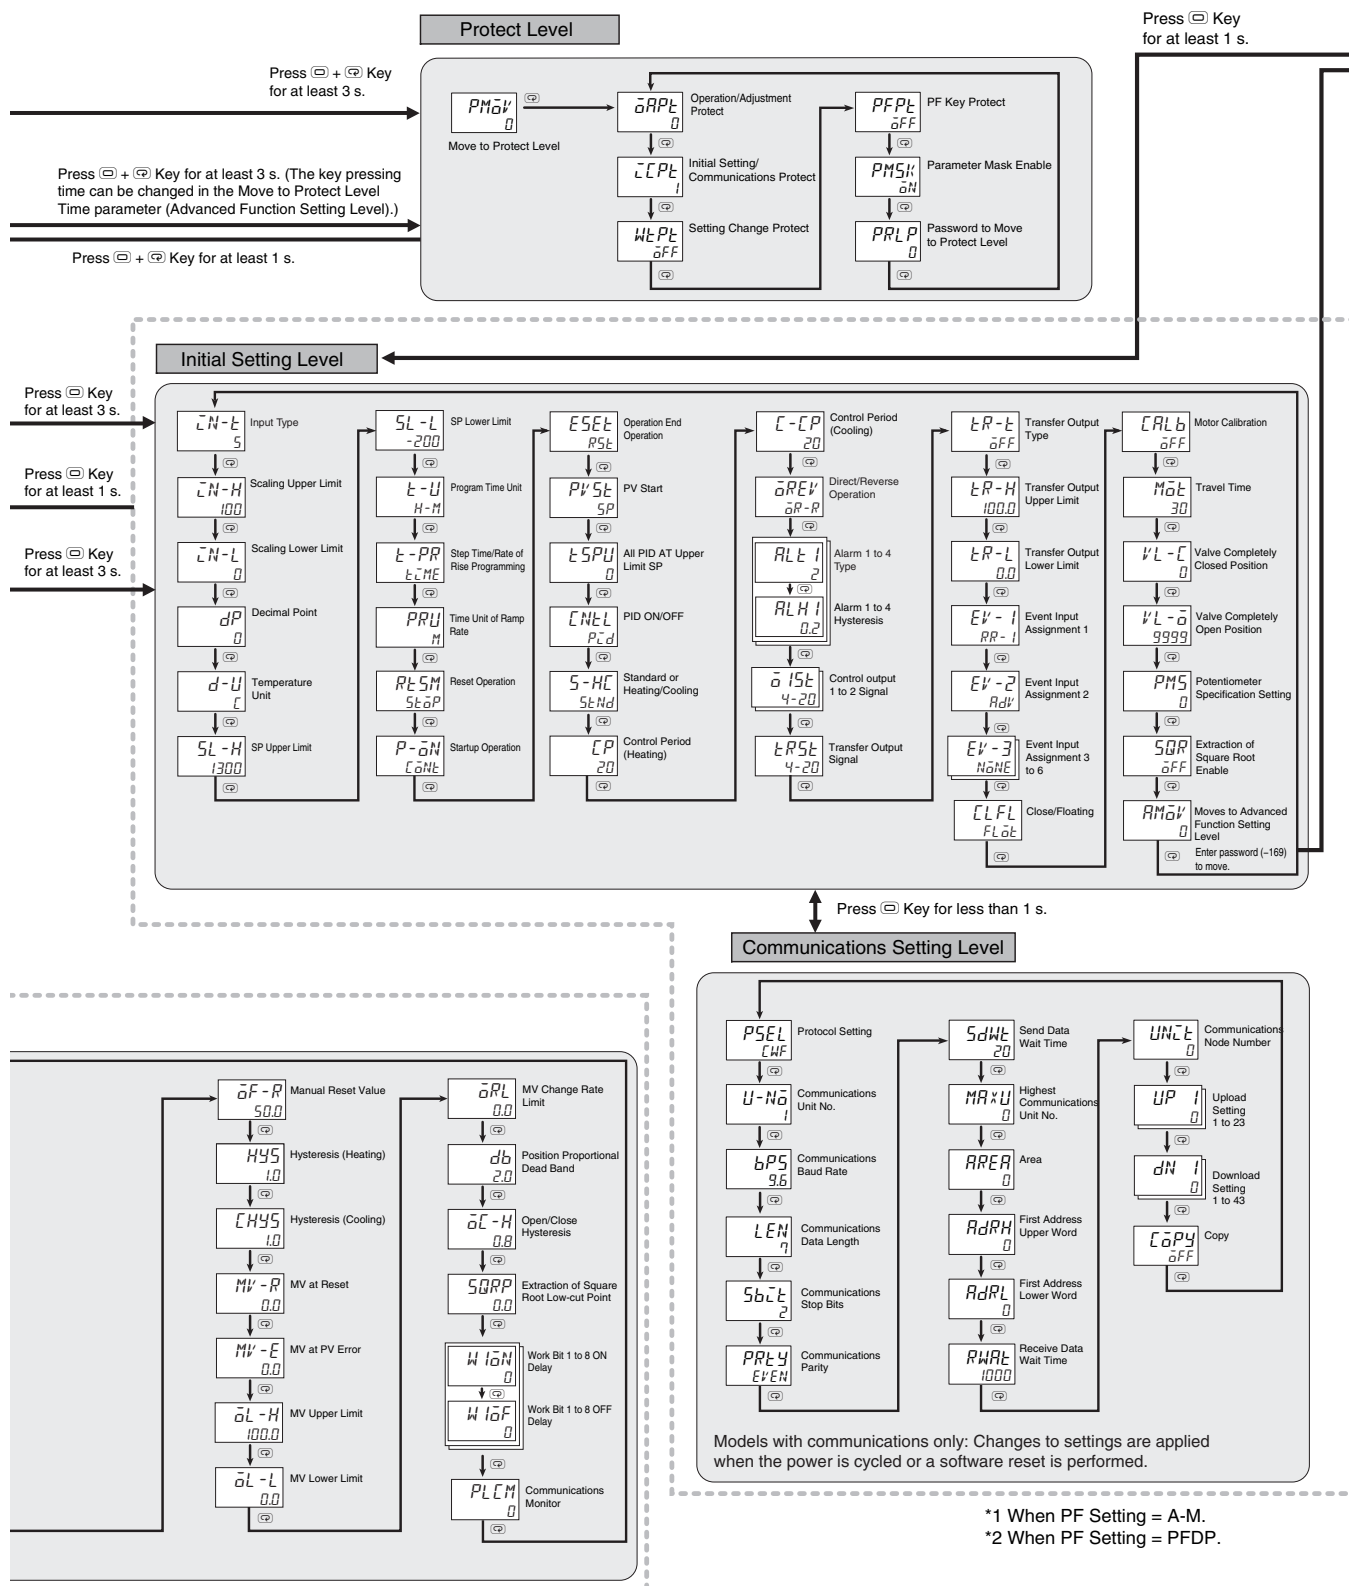 Protect Level
Press Key
for at least 1 s.
Press + Key
for at least 3 s.
PMoV
0
Move to Protect Level
oAPt
0
Operation/Adjustment
Protect
iCPt
1
Initial Setting/
Communications Protect
WtPt
oFF
Setting Change Protect
PFPt
oFF
PF Key Protect
PMSK
oN
Parameter Mask Enable
PRLP
0
Password to Move
to Protect Level
Press + Key for at least 3 s. (The key pressing
time can be changed in the Move to Protect Level
Time parameter (Advanced Function Setting Level).)
Press + Key for at least 1 s.
Initial Setting Level
Press Key
for at least 3 s.
Press Key
for at least 1 s.
Press Key
for at least 3 s.
iN-t
5
Input Type
iN-H
100
Scaling Upper Limit
iN-L
0
Scaling Lower Limit
dP
0
Decimal Point
d-U
C
Temperature
Unit
SL-H
1300
SP Upper Limit
SL-L
-200
SP Lower Limit
t-U
H-M
Program Time Unit
t-PR
tiME
Step Time/Rate of
Rise Programming
PRU
M
Time Unit of Ramp
Rate
RtSM
StoP
Reset Operation
P-oN
CoNt
Startup Operation
ESEt
RSt
Operation End
Operation
PVSt
SP
PV Start
tSPU
0
All PID AT Upper
Limit SP
CNtL
Pid
PID ON/OFF
S-HC
StNd
Standard or
Heating/Cooling
CP
20
Control Period
(Heating)
C-CP
20
Control Period
(Cooling)
oREV
oR-R
Direct/Reverse
Operation
ALt1
2
Alarm 1 to 4
Type
ALH1
0.2
Alarm 1 to 4
Hysteresis
o1St
4-20
Control output
1 to 2 Signal
tRSt
4-20
Transfer Output
Signal
tR-t
oFF
Transfer Output
Type
tR-H
100.0
Transfer Output
Upper Limit
tR-L
0.0
Transfer Output
Lower Limit
EV-1
RR-1
Event Input
Assignment 1
EV-2
AdV
Event Input
Assignment 2
EV-3
NoNE
Event Input
Assignment 3
to 6
CLFL
FLot
Close/Floating
CALb
oFF
Motor Calibration
Mot
30
Travel Time
VL-C
0
Valve Completely
Closed Position
VL-o
9999
Valve Completely
Open Position
PMS
0
Potentiometer
Specification Setting
SQR
oFF
Extraction of
Square Root
Enable
AMoV
0
Moves to Advanced
Function Setting
Level
Enter password (–169)
to move.
Press Key for less than 1 s.
Communications Setting Level
PSEL
CWF
Protocol Setting
U-No
1
Communications
Unit No.
bPS
9.6
Communications
Baud Rate
LEN
7
Communications
Data Length
Sbit
2
Communications
Stop Bits
PRtY
EVEN
Communications
Parity
SdWt
20
Send Data
Wait Time
MAXU
0
Highest
Communications
Unit No.
AREA
0
Area
AdRH
0
First Address
Upper Word
AdRL
0
First Address
Lower Word
RWAt
1000
Receive Data
Wait Time
UNit
0
Communications
Node Number
UP 1
0
Upload
Setting
1 to 23
dN 1
0
Download
Setting
1 to 43
CoPY
oFF
Copy
Models with communications only: Changes to settings are applied
when the power is cycled or a software reset is performed.
oF-R
50.0
Manual Reset Value
HYS
1.0
Hysteresis (Heating)
CHYS
1.0
Hysteresis (Cooling)
MV-R
0.0
MV at Reset
MV-E
0.0
MV at PV Error
oL-H
100.0
MV Upper Limit
oL-L
0.0
MV Lower Limit
oRL
0.0
MV Change Rate
Limit
db
2.0
Position Proportional
Dead Band
oC-H
0.8
Open/Close
Hysteresis
SQRP
0.0
Extraction of Square
Root Low-cut Point
W1oN
0
Work Bit 1 to 8 ON
Delay
W1oF
0
Work Bit 1 to 8 OFF
Delay
PLCM
0
Communications
Monitor
*1 When PF Setting = A-M.
*2 When PF Setting = PFDP.